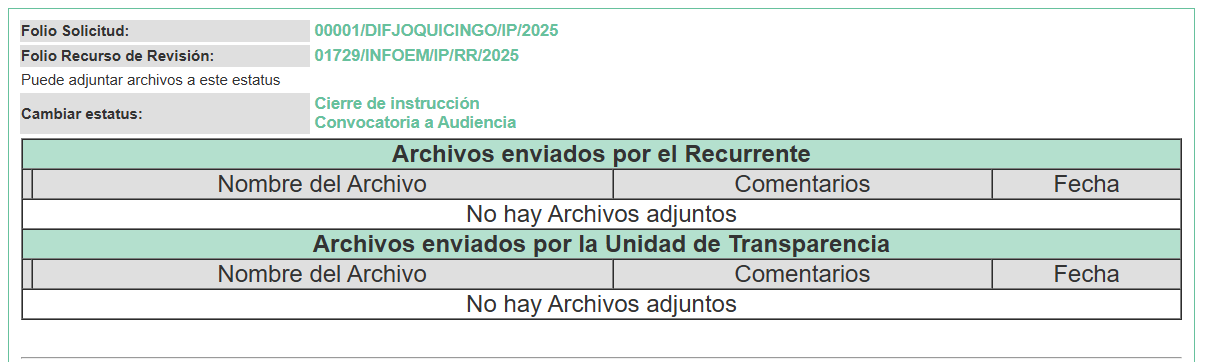 Folio Solicitud: 00001/DIFJOQUICINGO/IP/2025
Folio Recurso de Revisión: 01729/INFOEM/IP/RR/2025
Puede adjuntar archivos a este estatus
Cambiar estatus: Cierre de instrucción
Convocatoria a Audiencia
Archivos enviados por el Recurrente
Nombre del Archivo Comentarios Fecha
No hay Archivos adjuntos
Archivos enviados por la Unidad de Transparencia
Nombre del Archivo Comentarios Fecha
No hay Archivos adjuntos